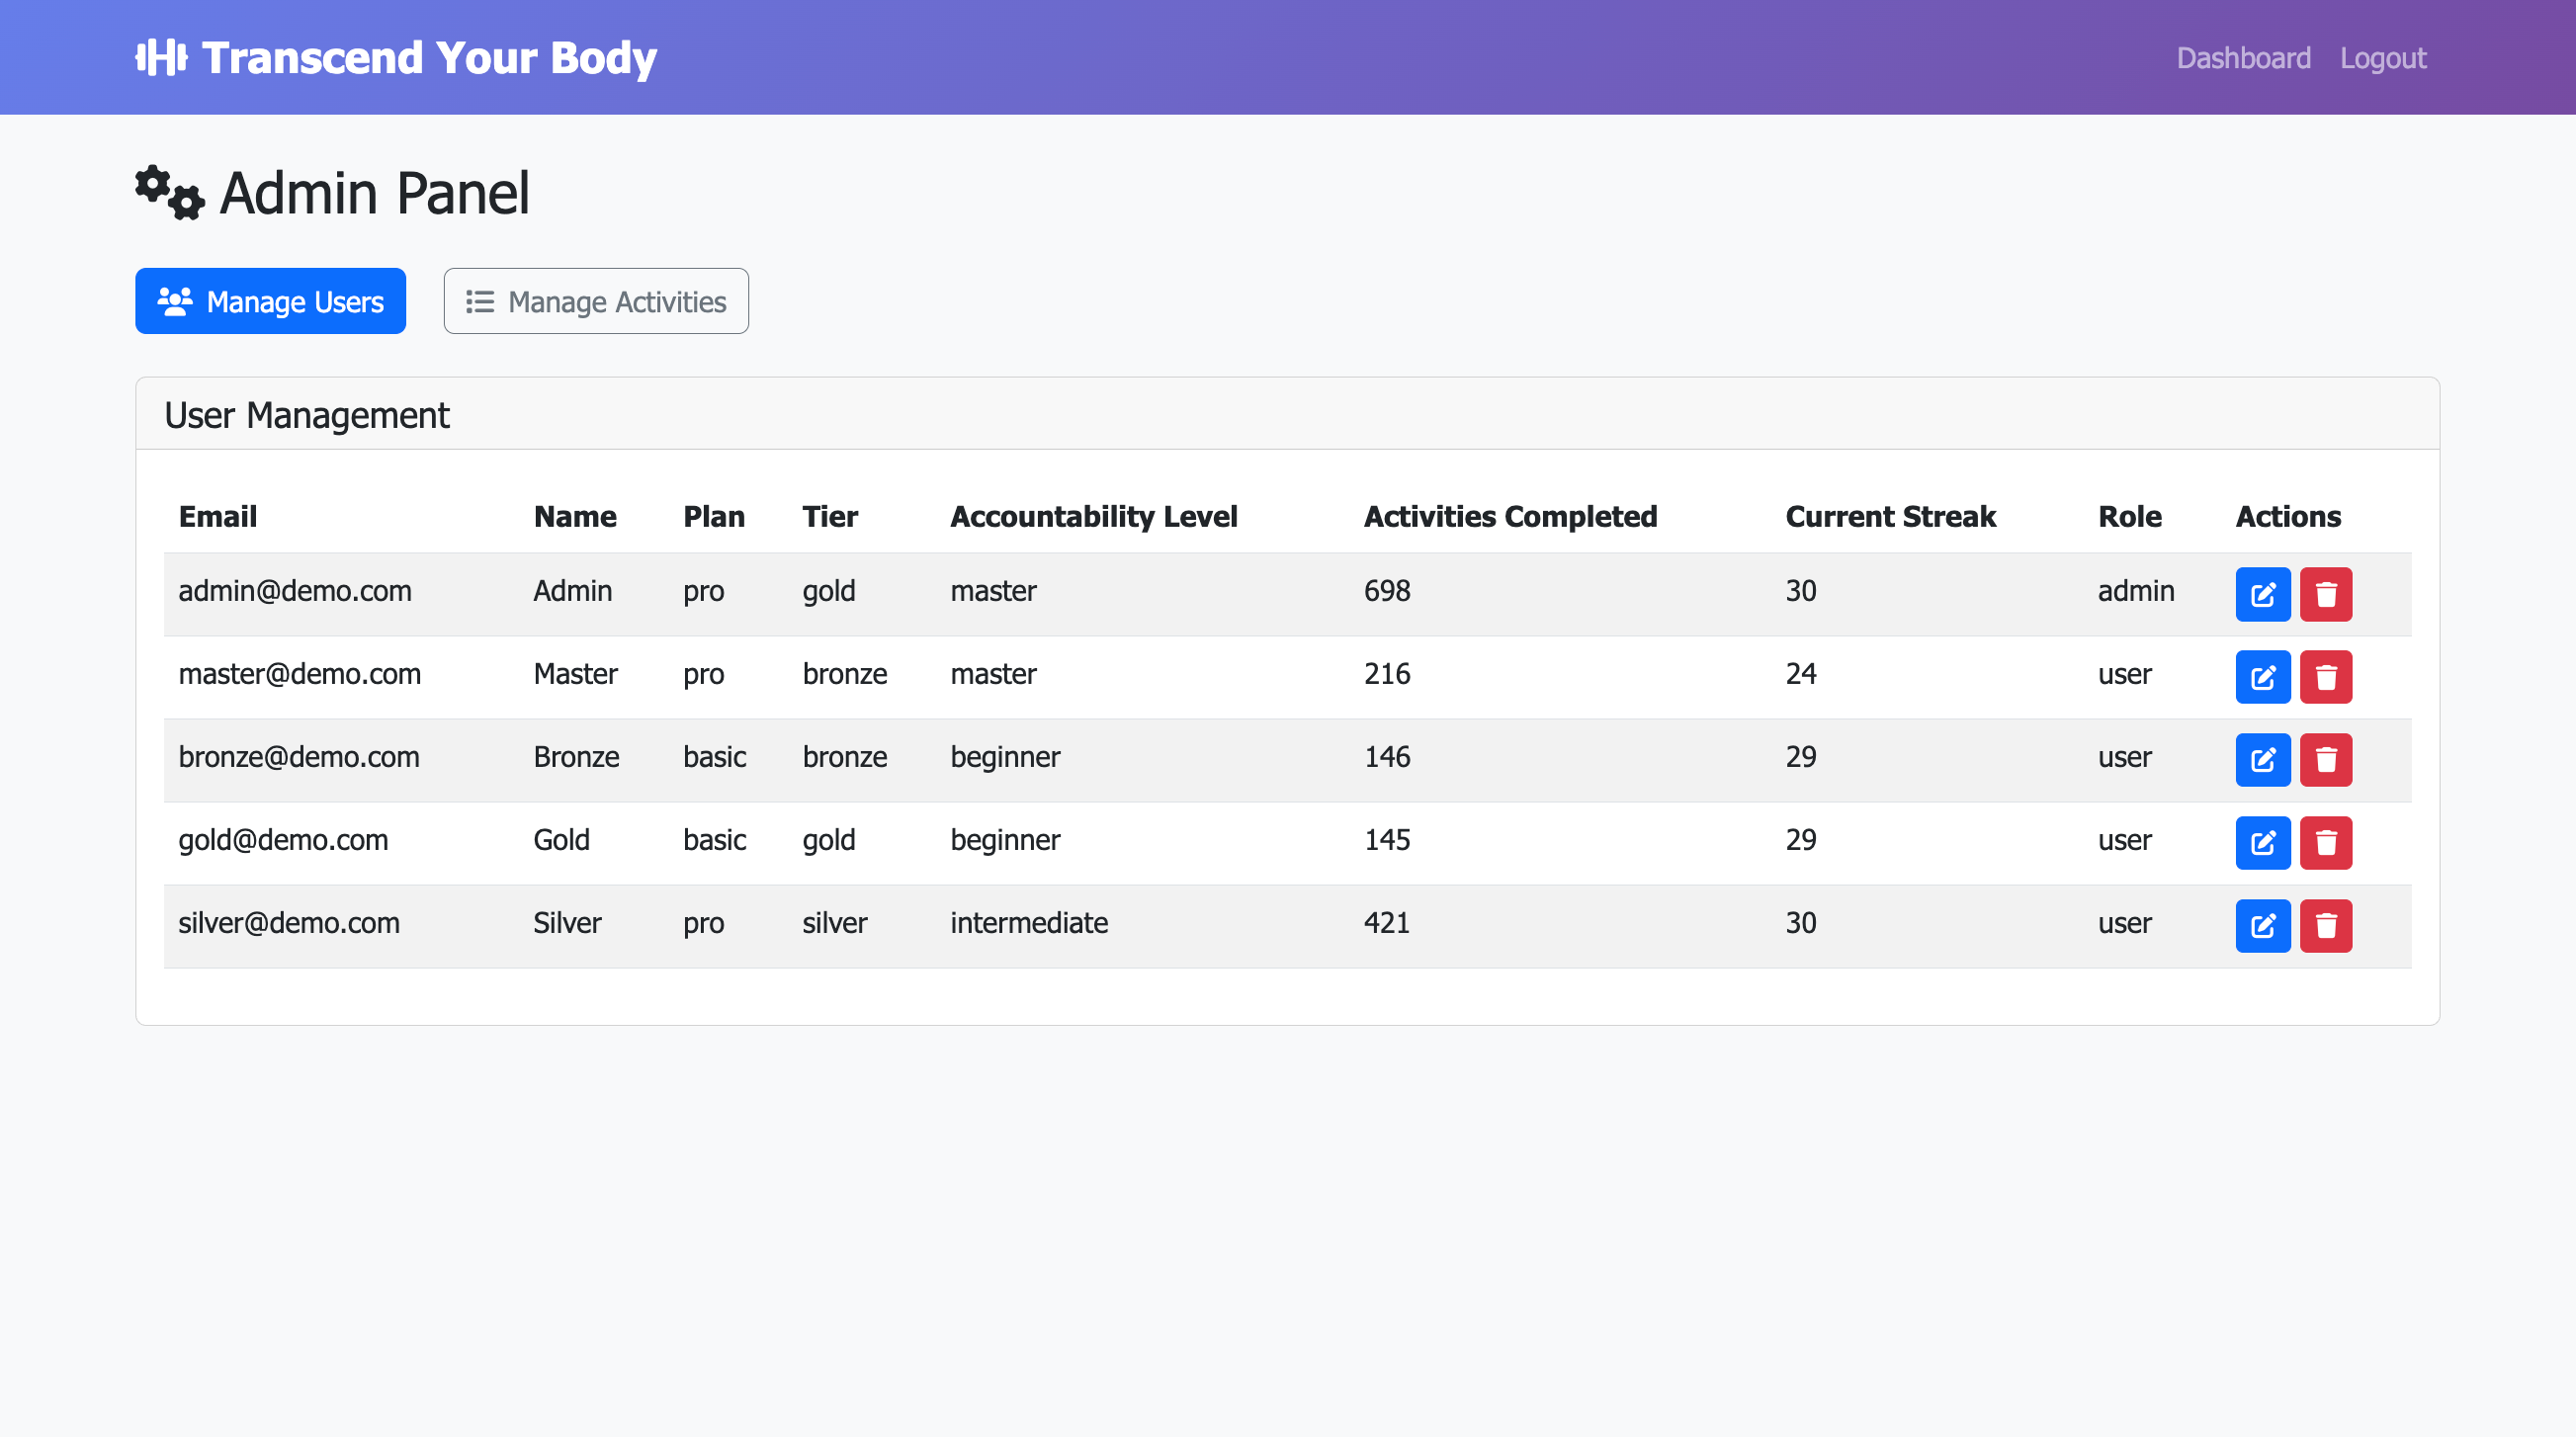 Transcend Your Body
Dashboard Logout
Admin Panel
Manage Users Manage Activities
User Management
Email Name Plan Tier Accountability Level Activities Completed Current Streak Role Actions
admin@demo.com Admin pro gold master 698 30 admin
master@demo.com Master pro bronze master 216 24 user
bronze@demo.com Bronze basic bronze beginner 146 29 user
gold@demo.com Gold basic gold beginner 145 29 user
silver@demo.com Silver pro silver intermediate 421 30 user